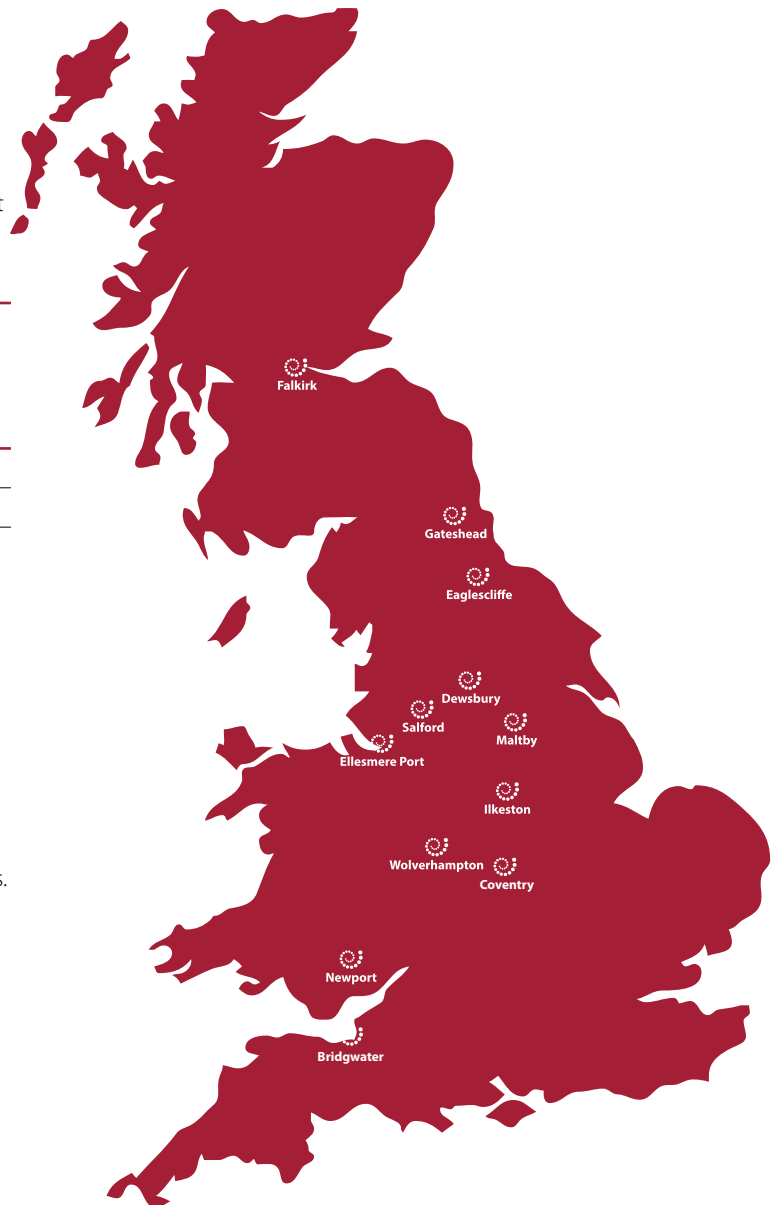 Falkirk
Gateshead
Eaglescliffe
Dewsbury
Salford
Maltby
Ellesmere Port
Ilkeston
Wolverhampton
Coventry
Newport
Bridgwater